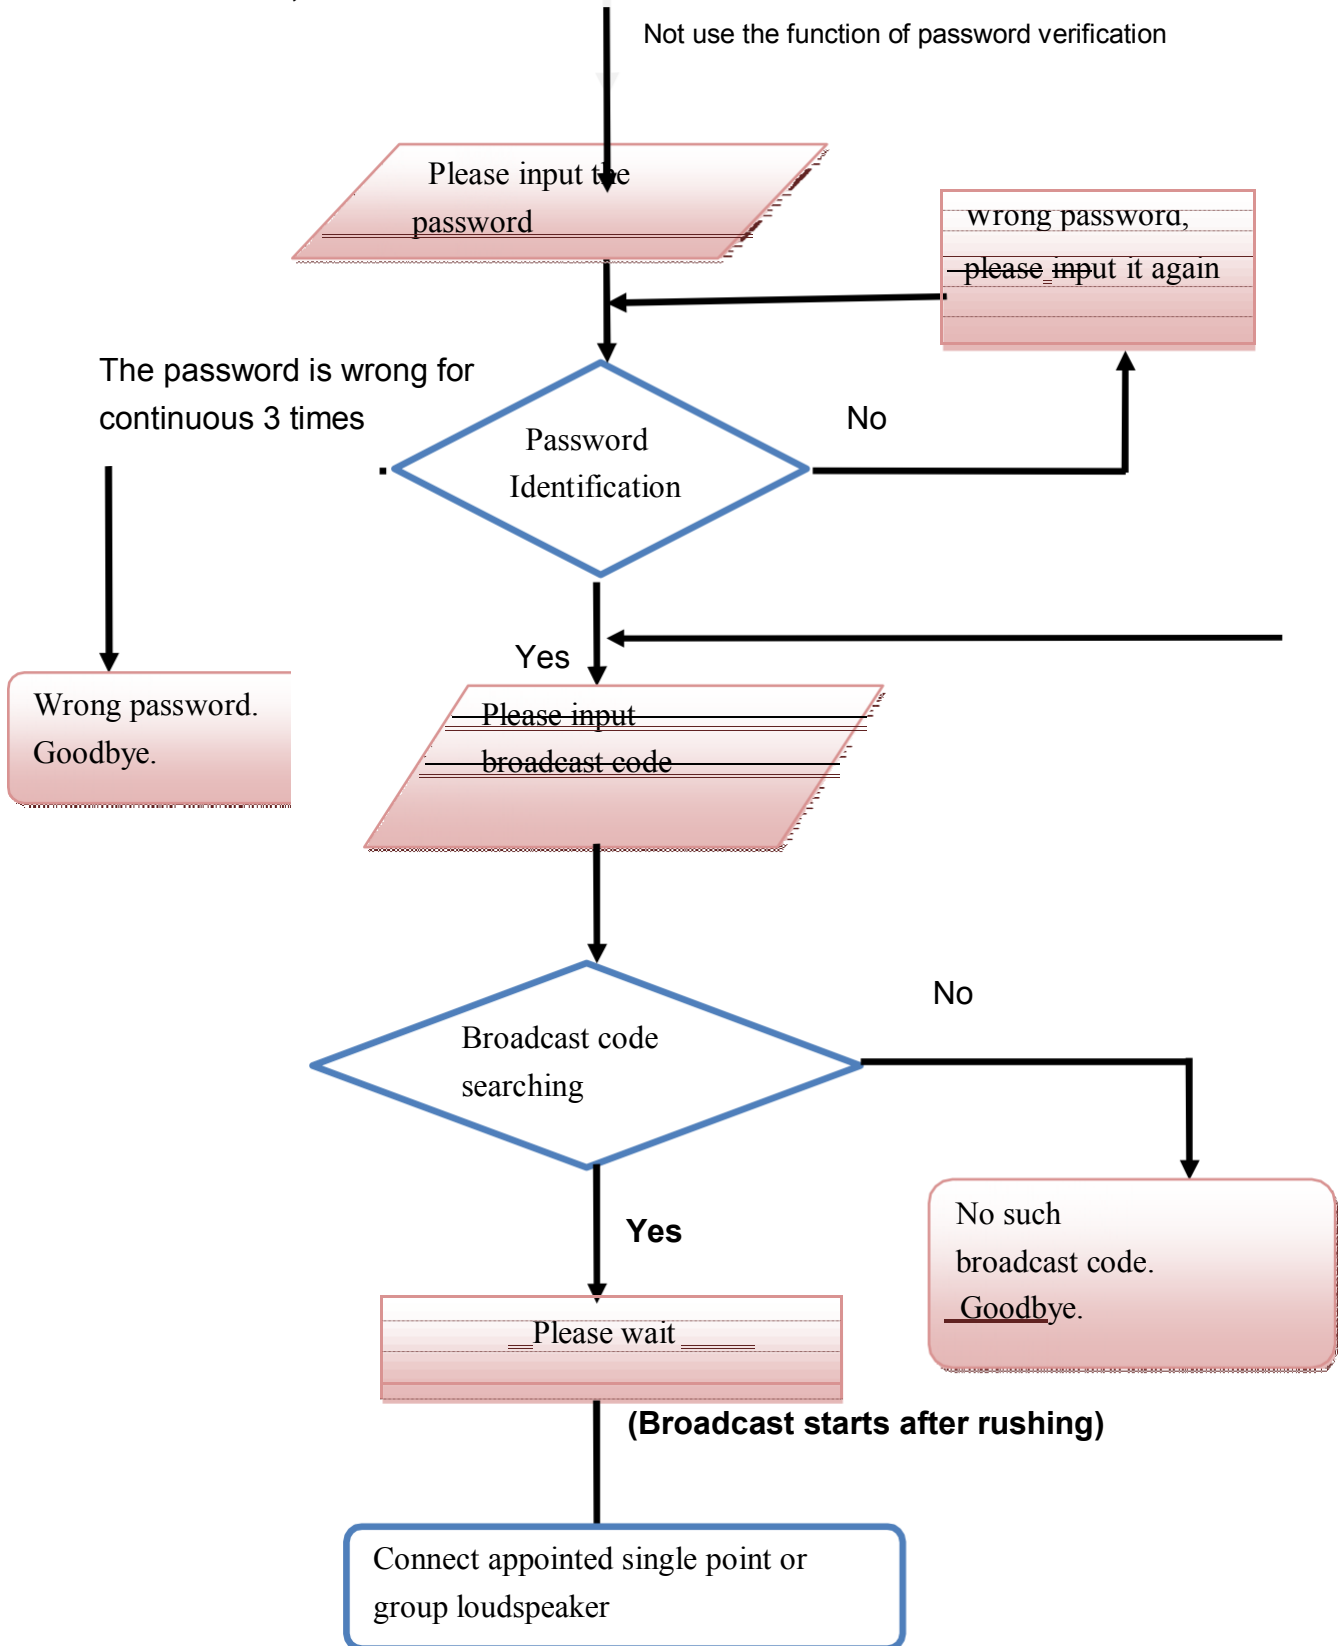 Not use the function of password verification
Please input the
password
Wrong password,
please input it again
The password is wrong for
continuous 3 times
No
Password
Identification
Yes
Wrong password.
Goodbye.
Please input
broadcast code
No
Broadcast code
searching
Yes
No such
broadcast code.
Goodbye.
Please wait
(Broadcast starts after rushing)
Connect appointed single point or
group loudspeaker